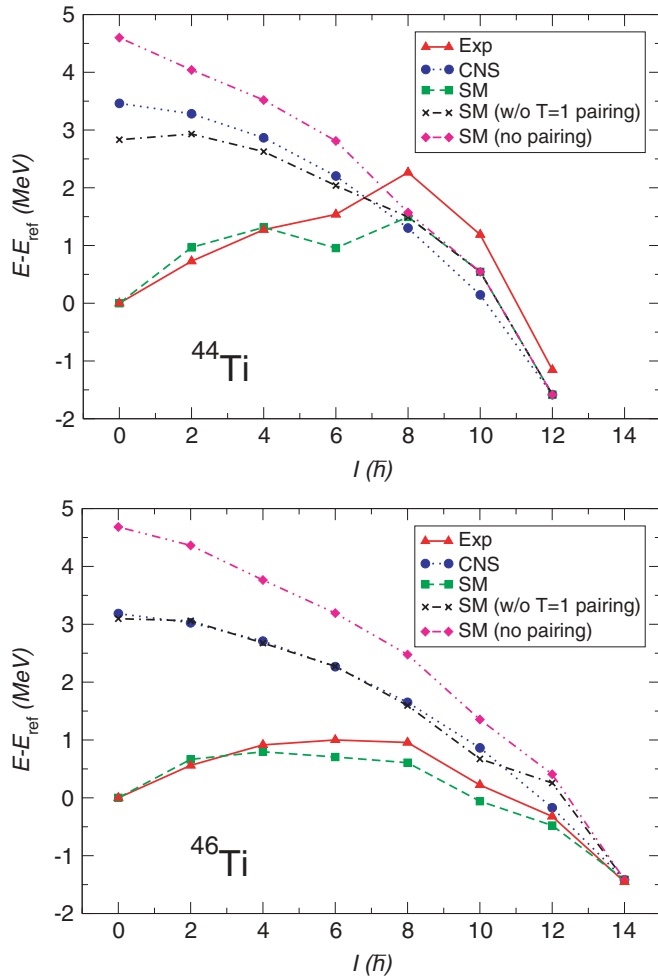 5
4
3
2
1
0
-1
-2
E-E_ref (MeV)
Exp
CNS
SM
SM (w/o T=1 pairing)
SM (no pairing)
⁴⁴Ti
0 2 4 6 8 10 12 14
I (ħ)
5
4
3
2
1
0
-1
-2
E-E_ref (MeV)
Exp
CNS
SM
SM (w/o T=1 pairing)
SM (no pairing)
⁴⁶Ti
0 2 4 6 8 10 12 14
I (ħ)